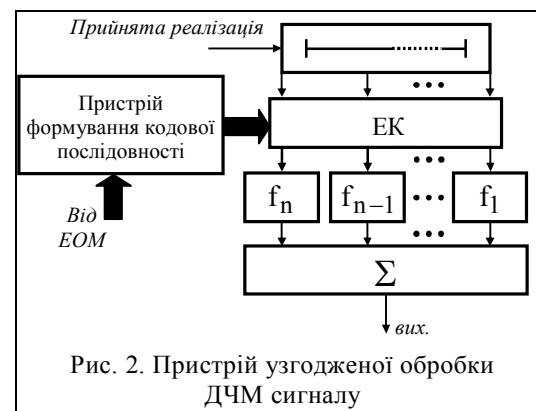 Прийнята реалізація
Пристрій
формування кодової
послідовності
ЕК
Від
ЕОМ
fn fn–1 f1
Σ
вих.
Рис. 2. Пристрій узгодженої обробки
ДЧМ сигналу